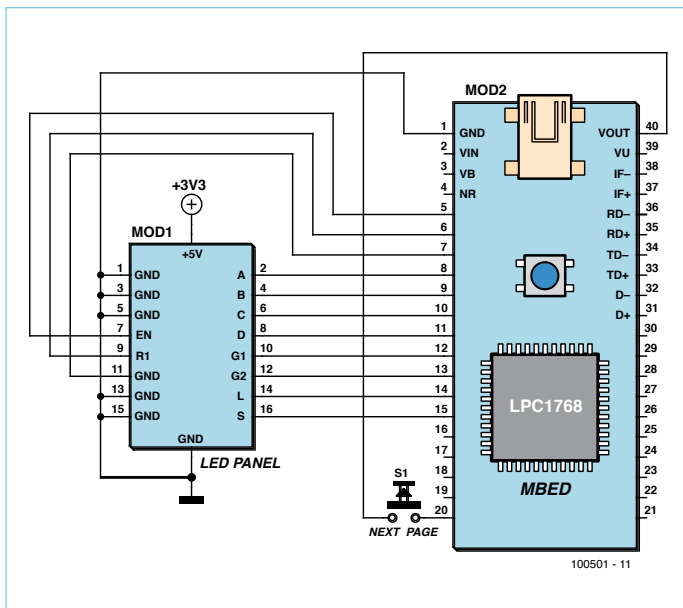 MOD2
1 GND VOUT 40
2 VIN VU 39
3 VB IF– 38
4 NR IF+ 37
5 RD– 36
6 RD+ 35
7 TD– 34
8 TD+ 33
9 D– 32
10 D+ 31
11 30
12 29
13 28
14 27
15 26
16 25
17 24
18 23
19 22
20 21
LPC1768
MBED
+3V3
MOD1
+5V
1 GND A 2
3 GND B 4
5 GND C 6
7 EN D 8
9 R1 G1 10
11 GND G2 12
13 GND L 14
15 GND S 16
GND
LED PANEL
S1
NEXT PAGE
100501 - 11